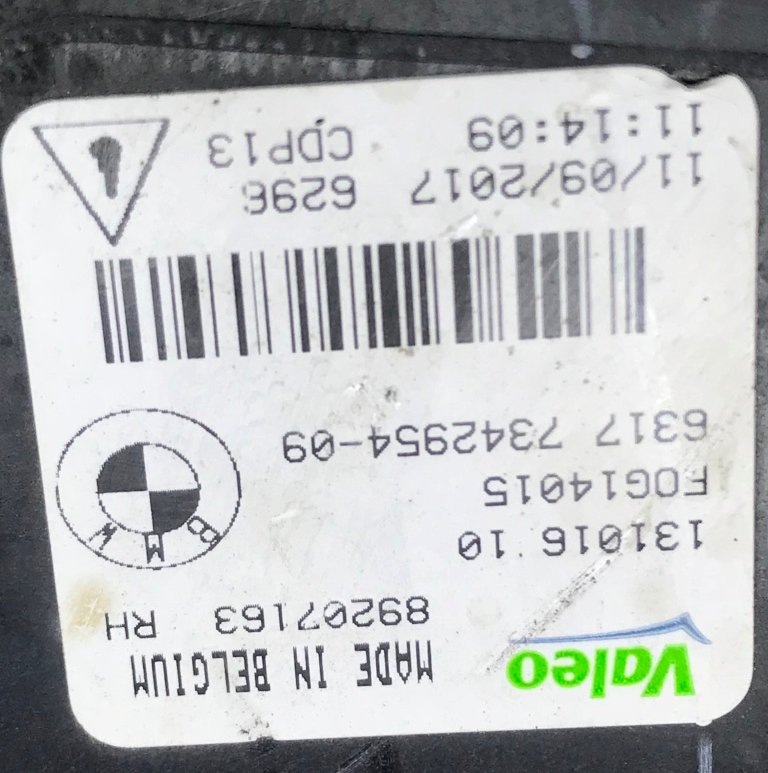 Valeo MADE IN BELGIUM
89207163 RH
131016 10
FOG14015
6317 7342954-09
BMW
11/09/2017 6296
11:14:09 CDP13